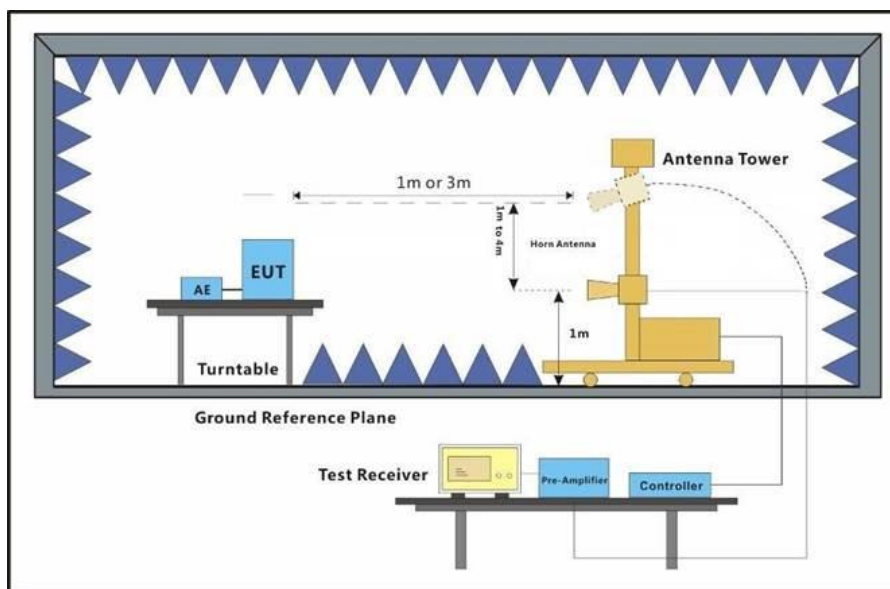 Antenna Tower
1m or 3m
1m to 4m
Horn Antenna
EUT
AE
1m
Turntable
Ground Reference Plane
Test Receiver
Pre-Amplifier
Controller